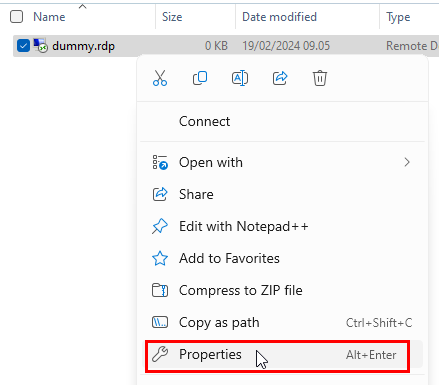 Name Size Date modified Type
dummy.rdp 0 KB 19/02/2024 09.05 Remote D
Connect
Open with
Share
Edit with Notepad++
Add to Favorites
Compress to ZIP file
Copy as path Ctrl+Shift+C
Properties Alt+Enter